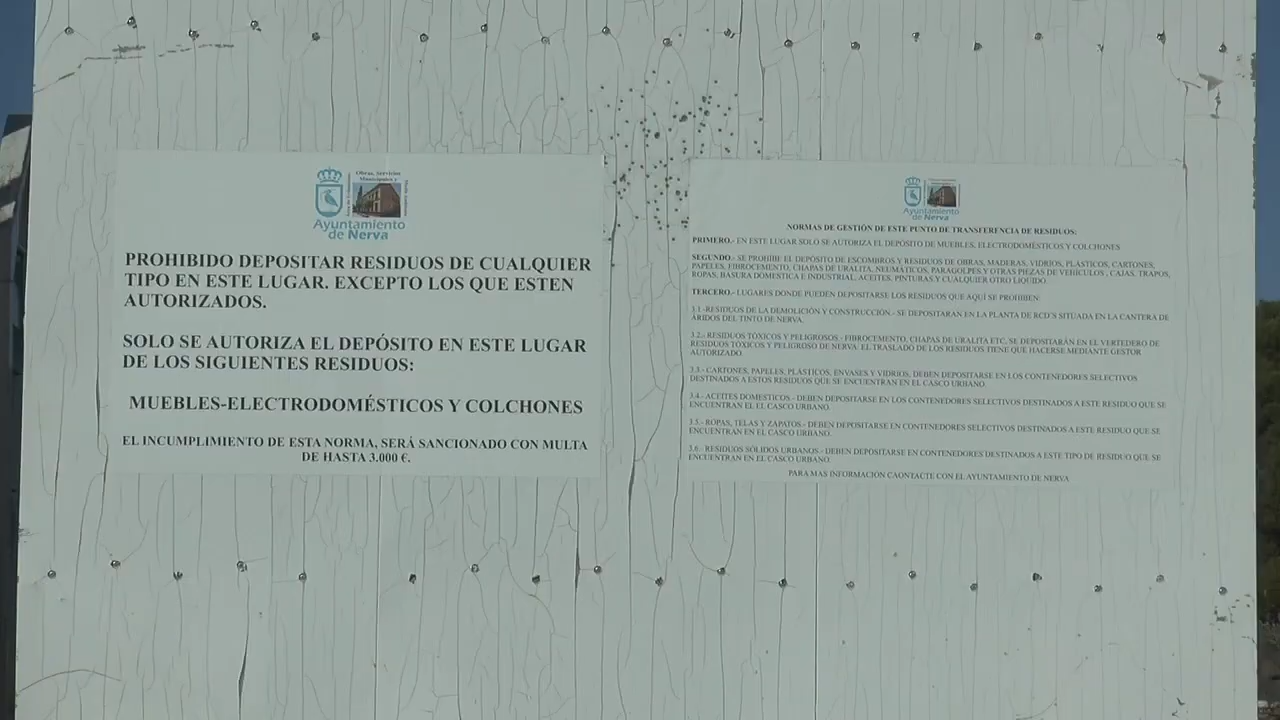 Obras, Servicios
Municipales y
Medio Ambiente
Ayuntamiento
de Nerva
PROHIBIDO DEPOSITAR RESIDUOS DE CUALQUIER
TIPO EN ESTE LUGAR. EXCEPTO LOS QUE ESTEN
AUTORIZADOS.
SOLO SE AUTORIZA EL DEPÓSITO EN ESTE LUGAR
DE LOS SIGUIENTES RESIDUOS:
MUEBLES-ELECTRODOMÉSTICOS Y COLCHONES
EL INCUMPLIMIENTO DE ESTA NORMA, SERÁ SANCIONADO CON MULTA
DE HASTA 3.000 €.
Ayuntamiento
de Nerva
NORMAS DE GESTIÓN DE ESTE PUNTO DE TRANSFERENCIA DE RESIDUOS:
PRIMERO.- EN ESTE LUGAR SOLO SE AUTORIZA EL DEPÓSITO DE MUEBLES, ELECTRODOMÉSTICOS Y COLCHONES
SEGUNDO.- SE PROHIBE EL DEPÓSITO DE ESCOMBROS Y RESIDUOS DE OBRAS, MADERAS, VIDRIOS, PLASTICOS, CARTONES,
PAPELES, FIBROCEMENTO, CHAPAS DE URALITA, NEUMÁTICOS, PARAGOLPES Y OTRAS PIEZAS DE VEHICULOS , CAJAS, TRAPOS,
ROPAS, BASURA DOMESTICA E INDUSTRIAL, ACEITES, PINTURAS Y CUALQUIER OTRO LIQUIDO.
TERCERO.- LUGARES DONDE PUEDEN DEPOSITARSE LOS RESIDUOS QUE AQUÍ SE PROHÍBEN:
3.1.-RESIDUOS DE LA DEMOLICIÓN Y CONSTRUCCIÓN.- SE DEPOSITARAN EN LA PLANTA DE RCD'S SITUADA EN LA CANTERA DE
ÁRIDOS DEL TINTO DE NERVA.
3.2.- RESIDUOS TÓXICOS Y PELIGROSOS - FIBROCEMENTO, CHAPAS DE URALITA ETC, SE DEPOSITARÁN EN EL VERTEDERO DE
RESIDUOS TÓXICOS Y PELIGROSO DE NERVA. EL TRASLADO DE LOS RESIDUOS TIENE QUE HACERSE MEDIANTE GESTOR
AUTORIZADO.
3.3.- CARTONES, PAPELES, PLÁSTICOS, ENVASES Y VIDRIOS, DEBEN DEPOSITARSE EN LOS CONTENEDORES SELECTIVOS
DESTINADOS A ESTOS RESIDUOS QUE SE ENCUENTRAN EN EL CASCO URBANO.
3.4.- ACEITES DOMESTICOS.- DEBEN DEPOSITARSE EN LOS CONTENEDORES SELECTIVOS DESTINADOS A ESTE RESIDUO QUE SE
ENCUENTRAN EL EL CASCO URBANO.
3.5.- ROPAS, TELAS Y ZAPATOS.- DEBEN DEPOSITARSE EN CONTENEDORES SELECTIVOS DESTINADOS A ESTE RESIDUO QUE SE
ENCUENTRAN EN EL CASCO URBANO.
3.6.- RESIDUOS SÓLIDOS URBANOS.- DEBEN DEPOSITARSE EN CONTENEDORES DESTINADOS A ESTE TIPO DE RESIDUO QUE SE
ENCUENTRAN EN EL CASCO URBANO.
PARA MAS INFORMACIÓN CAONTACTE CON EL AYUNTAMIENTO DE NERVA